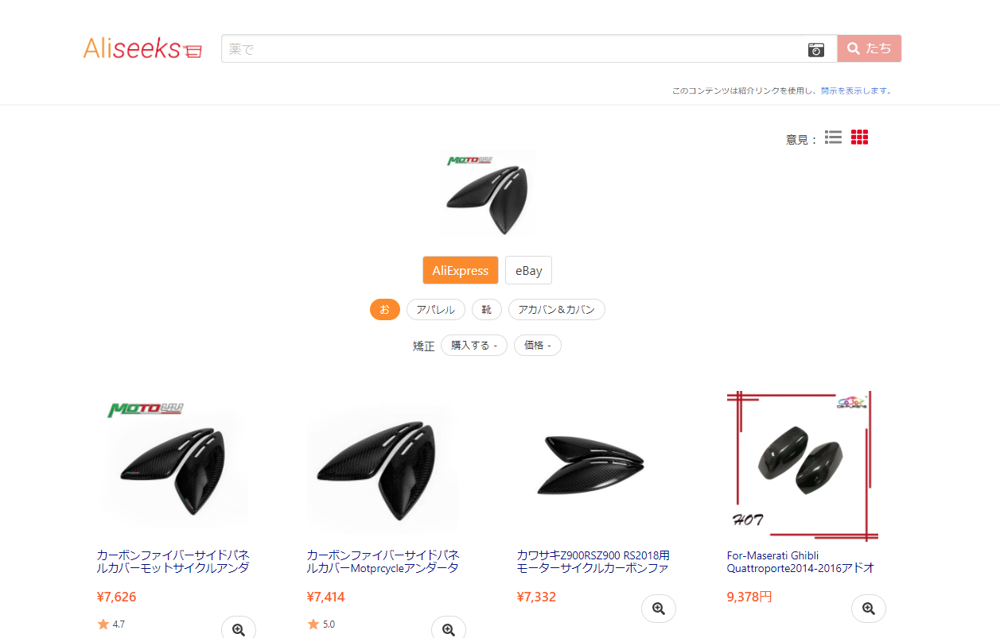 Aliseeks
薬で
たち
このコンテンツは紹介リンクを使用し、開示を表示します。
意見：
MOTO
AliExpress
eBay
お
アパレル
靴
アカバン＆カバン
矯正
購入する -
価格 -
MOTO
HOT
カーボンファイバーサイドパネ
ルカバーモットサイクルアンダ
¥7,626
4.7
カーボンファイバーサイドパネ
ルカバーMotprcycleアンダータ
¥7,414
5.0
カワサキZ900RSZ900 RS2018用
モーターサイクルカーボンファ
¥7,332
For-Maserati Ghibli
Quattroporte2014-2016アドオ
9,378円